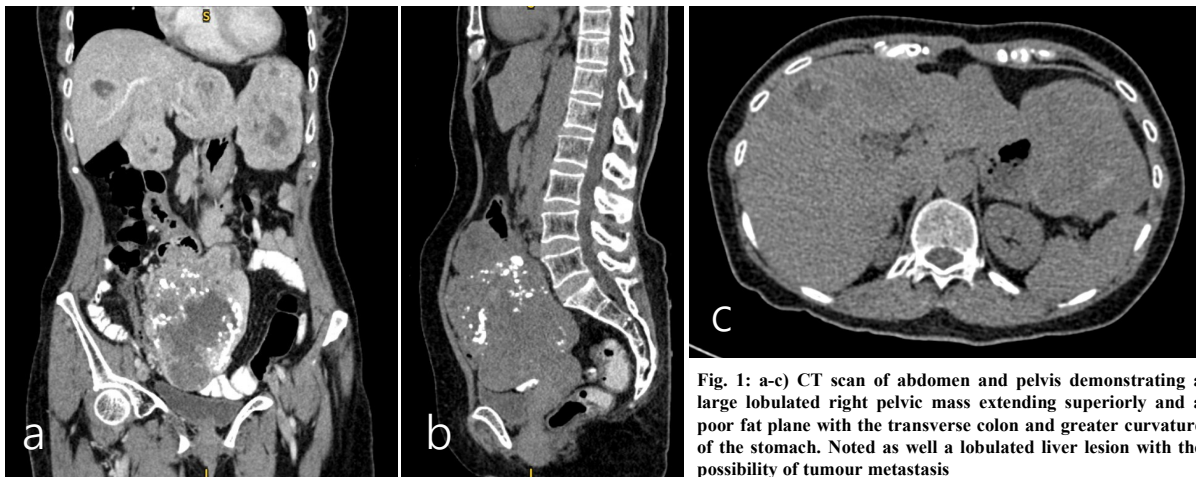 s
a
b
c
Fig. 1: a-c) CT scan of abdomen and pelvis demonstrating a
large lobulated right pelvic mass extending superiorly and a
poor fat plane with the transverse colon and greater curvature
of the stomach. Noted as well a lobulated liver lesion with the
possibility of tumour metastasis